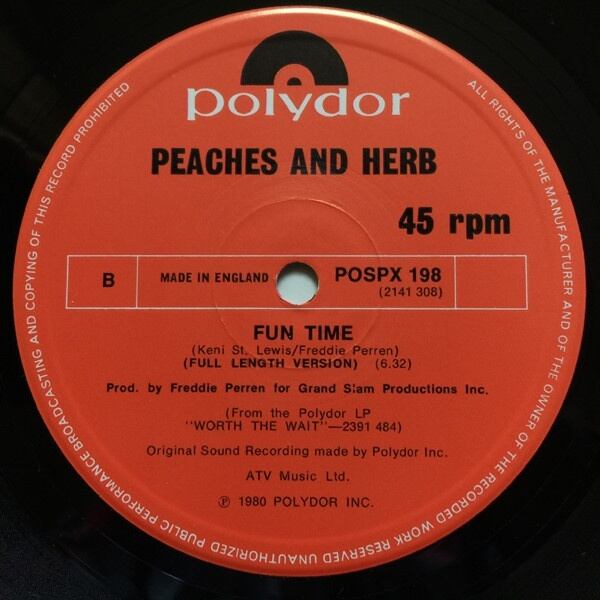 polydor
PEACHES AND HERB
45 rpm
B
MADE IN ENGLAND
POSPX 198
(2141 308)
FUN TIME
(Keni St. Lewis/Freddie Perren)
(FULL LENGTH VERSION) (6.32)
Prod. by Freddie Perren for Grand Slam Productions Inc.
(From the Polydor LP
"WORTH THE WAIT"—2391 484)
Original Sound Recording made by Polydor Inc.
ATV Music Ltd.
℗ 1980 POLYDOR INC.
ALL RIGHTS OF THE MANUFACTURER AND OF THE OWNER OF THE RECORDED WORK RESERVED UNAUTHORIZED PUBLIC PERFORMANCE BROADCASTING AND COPYING OF THIS RECORD PROHIBITED